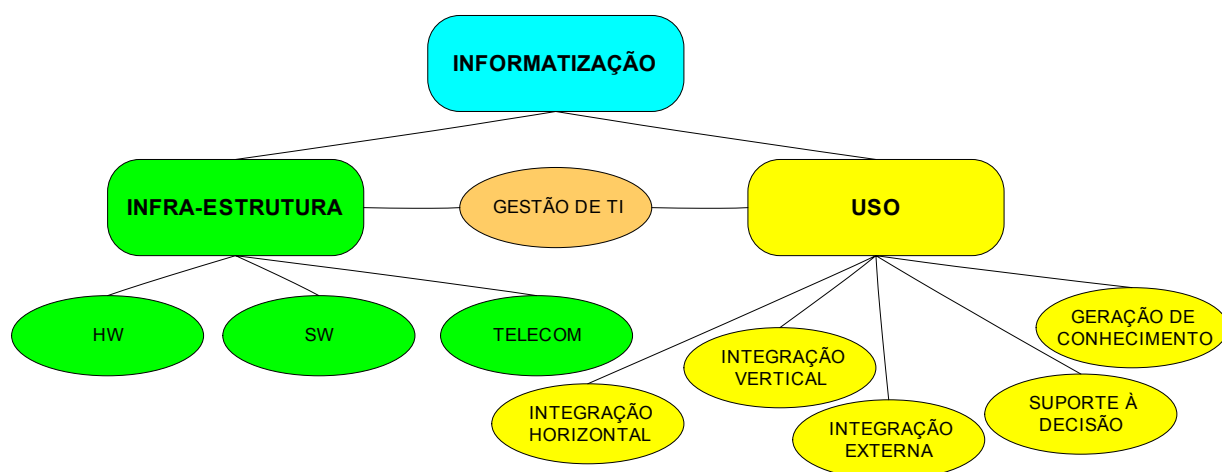 INFORMATIZAÇÃO
INFRA-ESTRUTURA
GESTÃO DE TI
USO
HW
SW
TELECOM
INTEGRAÇÃO
HORIZONTAL
INTEGRAÇÃO
VERTICAL
INTEGRAÇÃO
EXTERNA
SUPORTE À
DECISÃO
GERAÇÃO DE
CONHECIMENTO